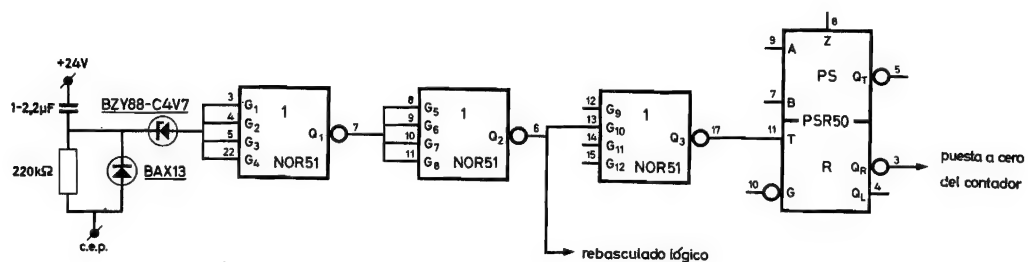 +24V
1-2,2µF
BZY88-C4V7
220kΩ
BAX13
c.e.p.
3 G1
4 G2
5 G3
22 G4
1
Q1
NOR51
7
8 G5
9 G6
10 G7
11 G8
1
Q2
NOR51
6
rebasculado lógico
12 G9
13 G10
14 G11
15 G12
1
Q3
NOR51
17
8
Z
9 A
PS
QT 5
7 B
PSR50
11 T
R
QR 3
puesta a cero
del contador
10 G
QL 4